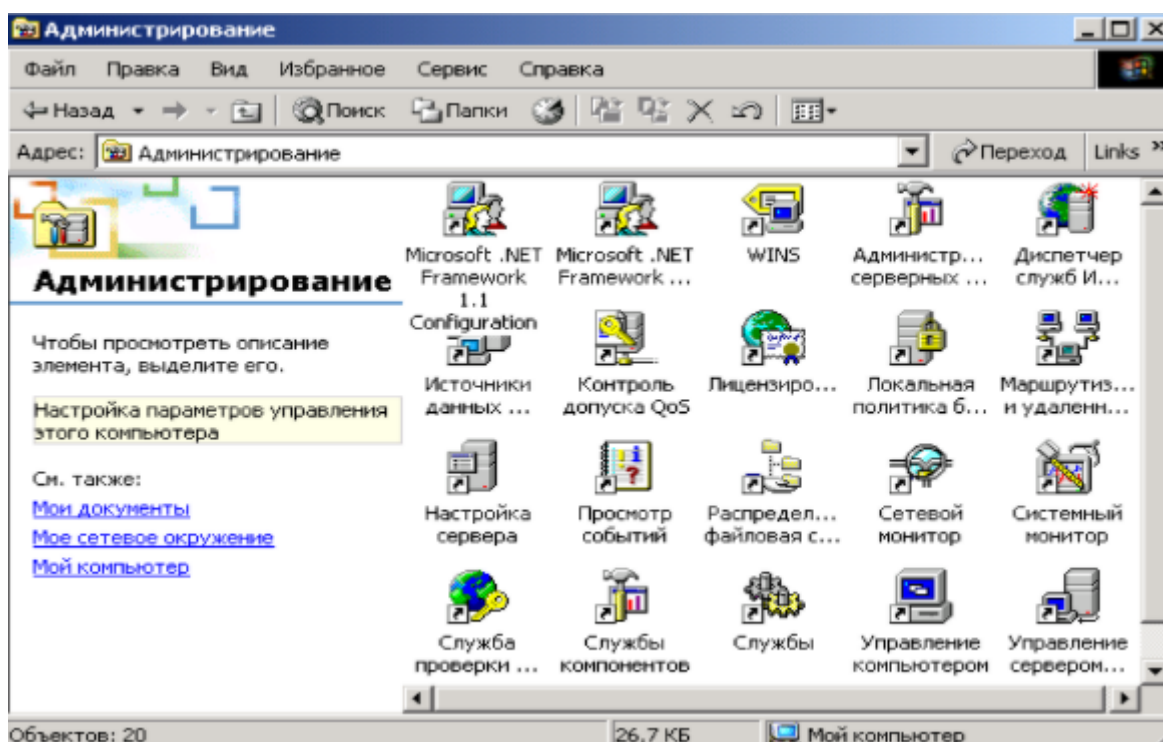 Администрирование
Файл Правка Вид Избранное Сервис Справка
Назад Поиск Папки
Адрес: Администрирование Переход Links »
Администрирование
Чтобы просмотреть описание
элемента, выделите его.
Настройка параметров управления
этого компьютера
См. также:
Мои документы
Мое сетевое окружение
Мой компьютер
Microsoft .NET
Framework
1.1
Configuration
Microsoft .NET
Framework ...
WINS
Администр...
серверных ...
Диспетчер
служб И...
Источники
данных ...
Контроль
допуска QoS
Лицензиро...
Локальная
политика б...
Маршрутиз...
и удаленн...
Настройка
сервера
Просмотр
событий
Распредел...
файловая с...
Сетевой
монитор
Системный
монитор
Служба
проверки ...
Службы
компонентов
Службы
Управление
компьютером
Управление
сервером...
Объектов: 20 26,7 КБ Мой компьютер